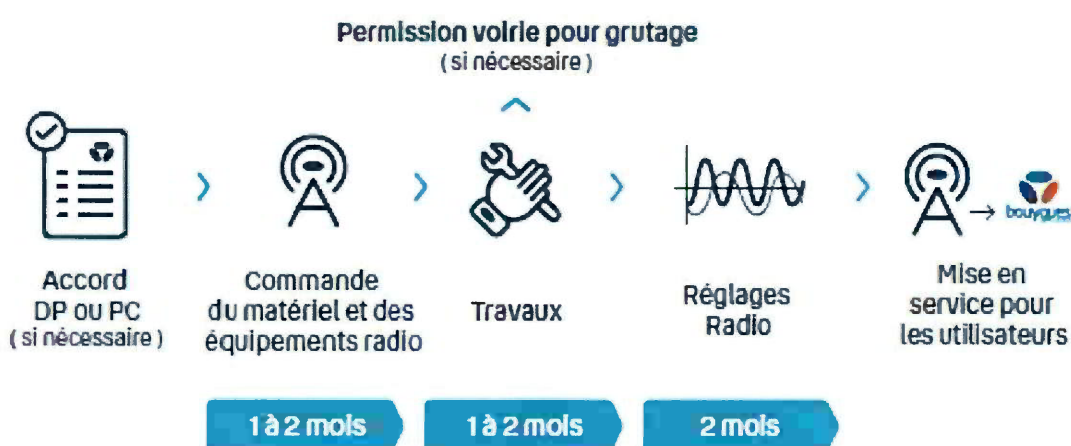 Permission voirie pour grutage
( si nécessaire )
Accord
DP ou PC
( si nécessaire )
Commande
du matériel et des
équipements radio
Travaux
Réglages
Radio
bouygues
Mise en
service pour
les utilisateurs
1 à 2 mois
1 à 2 mois
2 mois